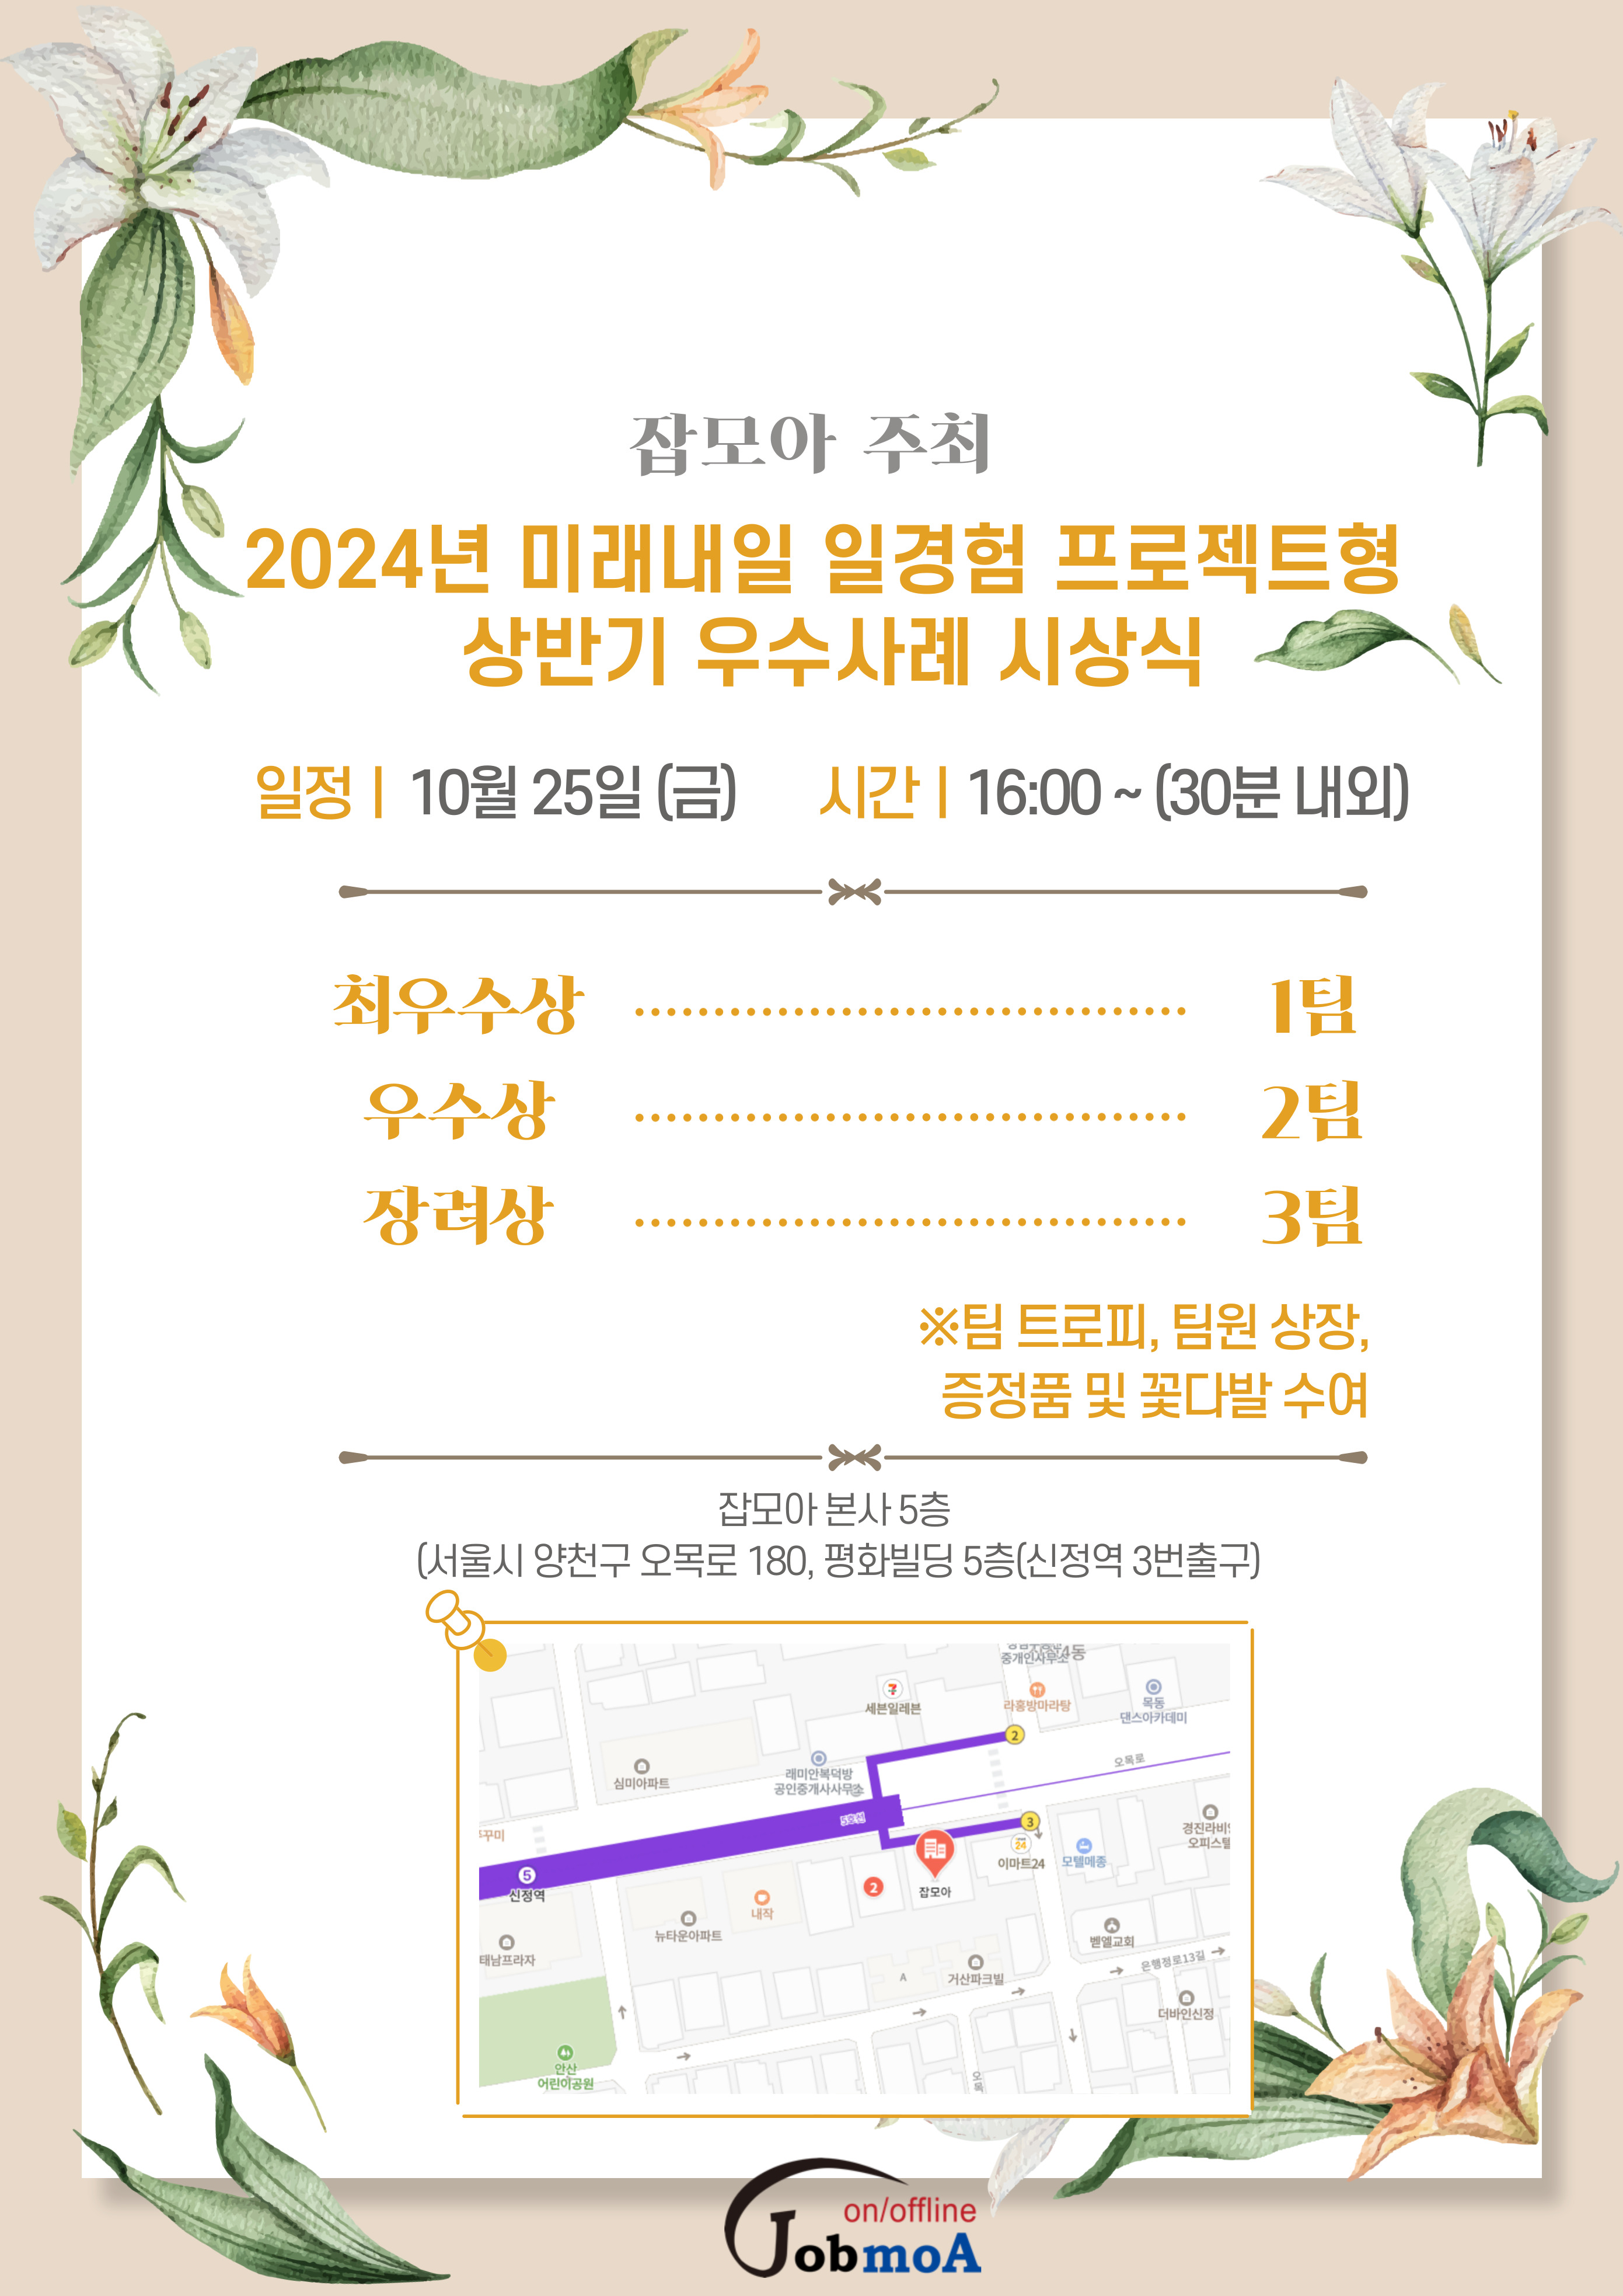 잡모아 주최
2024년 미래내일 일경험 프로젝트형
상반기 우수사례 시상식
일정 | 10월 25일 (금) 시간 | 16:00 ~ (30분 내외)
최우수상 1팀
우수상 2팀
장려상 3팀
※팀 트로피, 팀원 상장,
증정품 및 꽃다발 수여
잡모아 본사 5층
(서울시 양천구 오목로 180, 평화빌딩 5층(신정역 3번출구)
중개인사무소
세븐일레븐
라홍방마라탕
목동
댄스아카데미
2
오목로
심미아파트
래미안복덕방
공인중개사사무소
5호선
3
경진라비
오피스텔
꾸미
5
신정역
이마트24
모텔메종
2
잡모아
내작
뉴타운아파트
벧엘교회
태남프라자
A
거산파크빌
은행정로13길
더바인신정
안산
어린이공원
오
목
on/offline
JobmoA